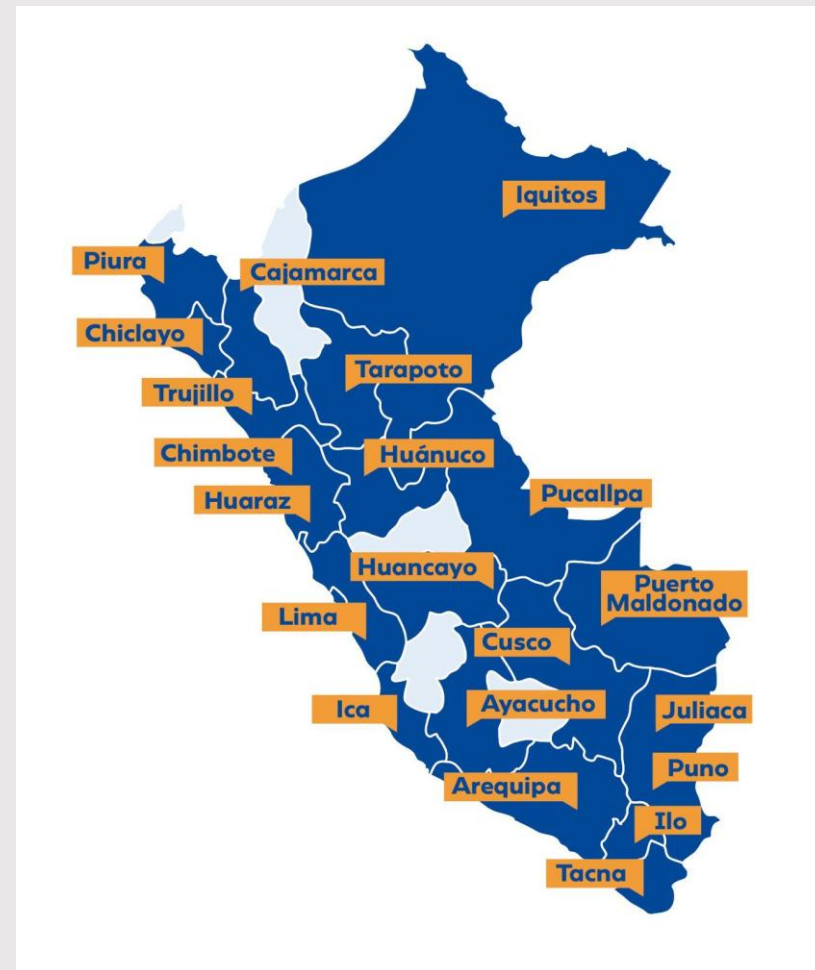 Iquitos
Piura
Cajamarca
Chiclayo
Tarapoto
Trujillo
Chimbote
Huánuco
Huaraz
Pucallpa
Huancayo
Puerto
Maldonado
Lima
Cusco
Ica
Ayacucho
Juliaca
Puno
Arequipa
Ilo
Tacna